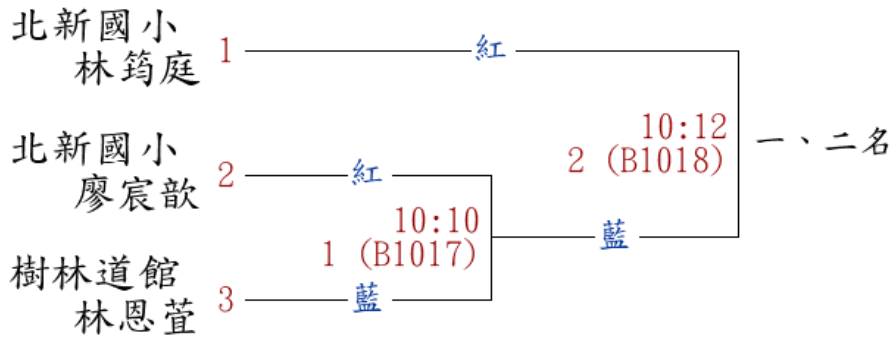 北新國小
林筠庭
1
紅
10:12
2 (B1018)
一、二名
北新國小
廖宸歆
2
紅
10:10
1 (B1017)
藍
樹林道館
林恩萱
3
藍